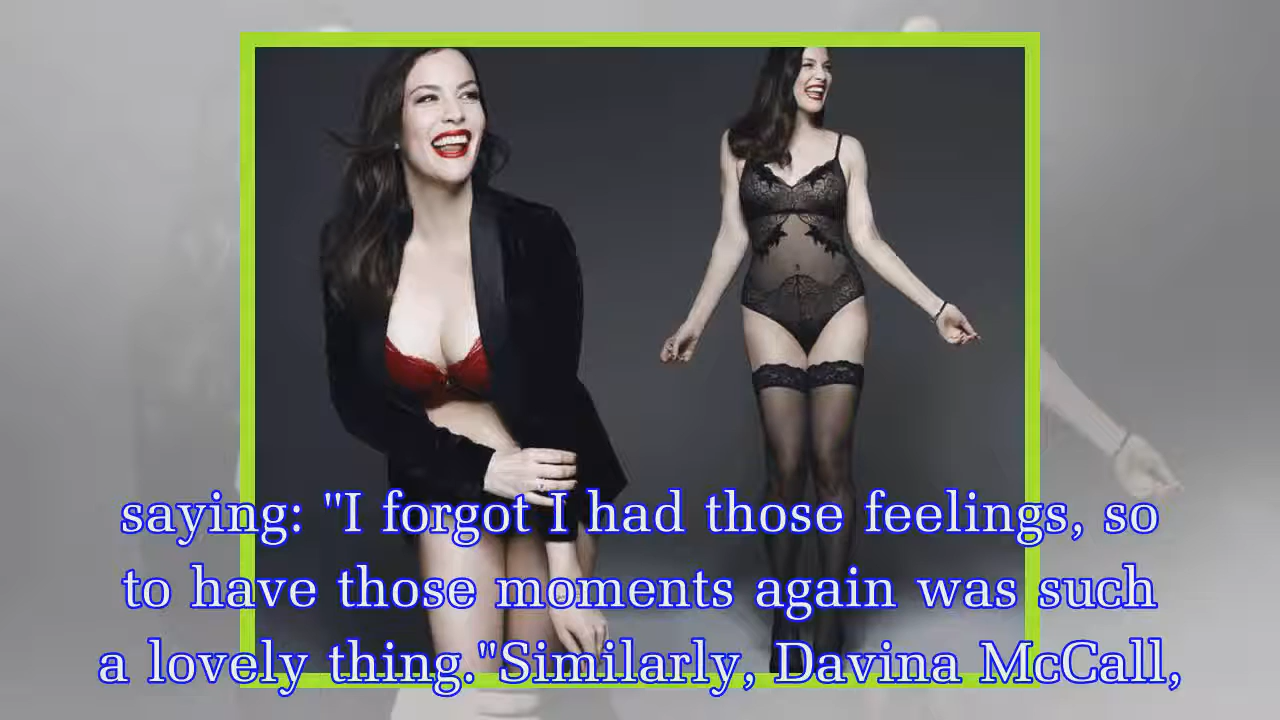 saying: "I forgot I had those feelings, so
to have those moments again was such
a lovely thing."Similarly, Davina McCall,